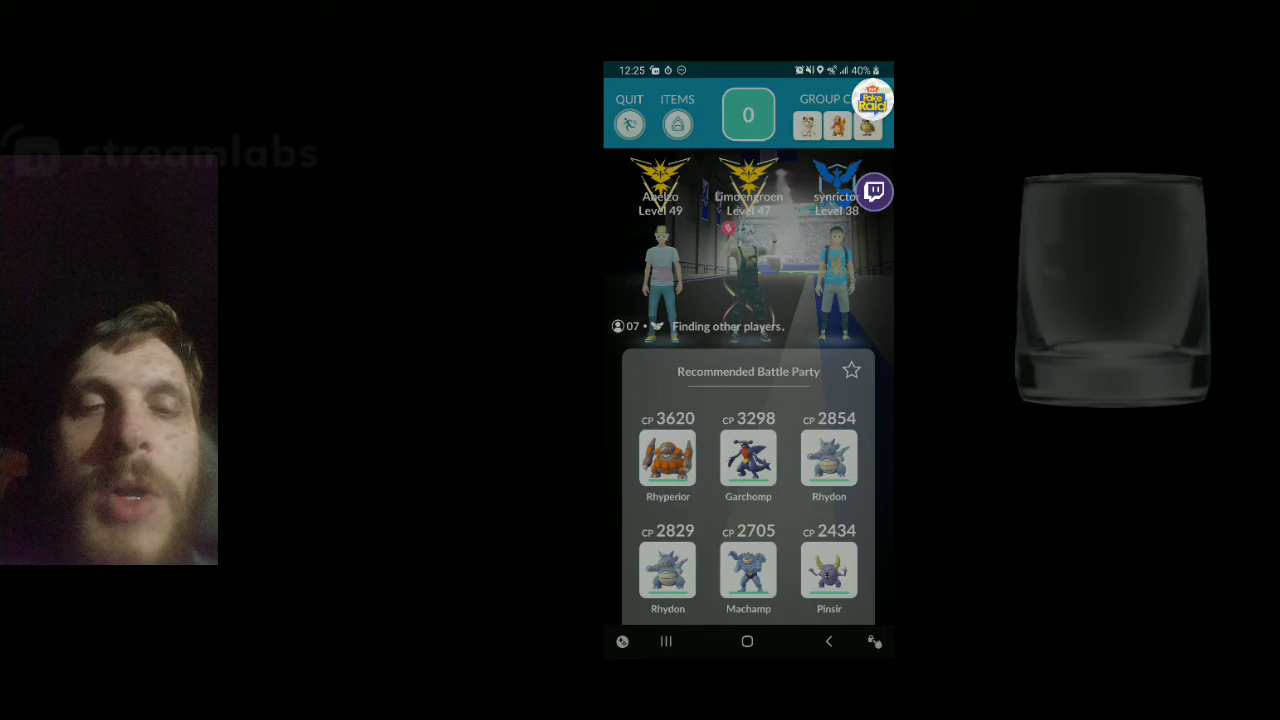 streamlabs
12:25
40%
QUIT
ITEMS
0
GROUP C
Poke Raid
Limoengroen
synricto
Level 49
Level 47
Level 38
07 • Finding other players.
Recommended Battle Party
CP 3620
CP 3298
CP 2854
Rhyperior
Garchomp
Rhydon
CP 2829
CP 2705
CP 2434
Rhydon
Machamp
Pinsir